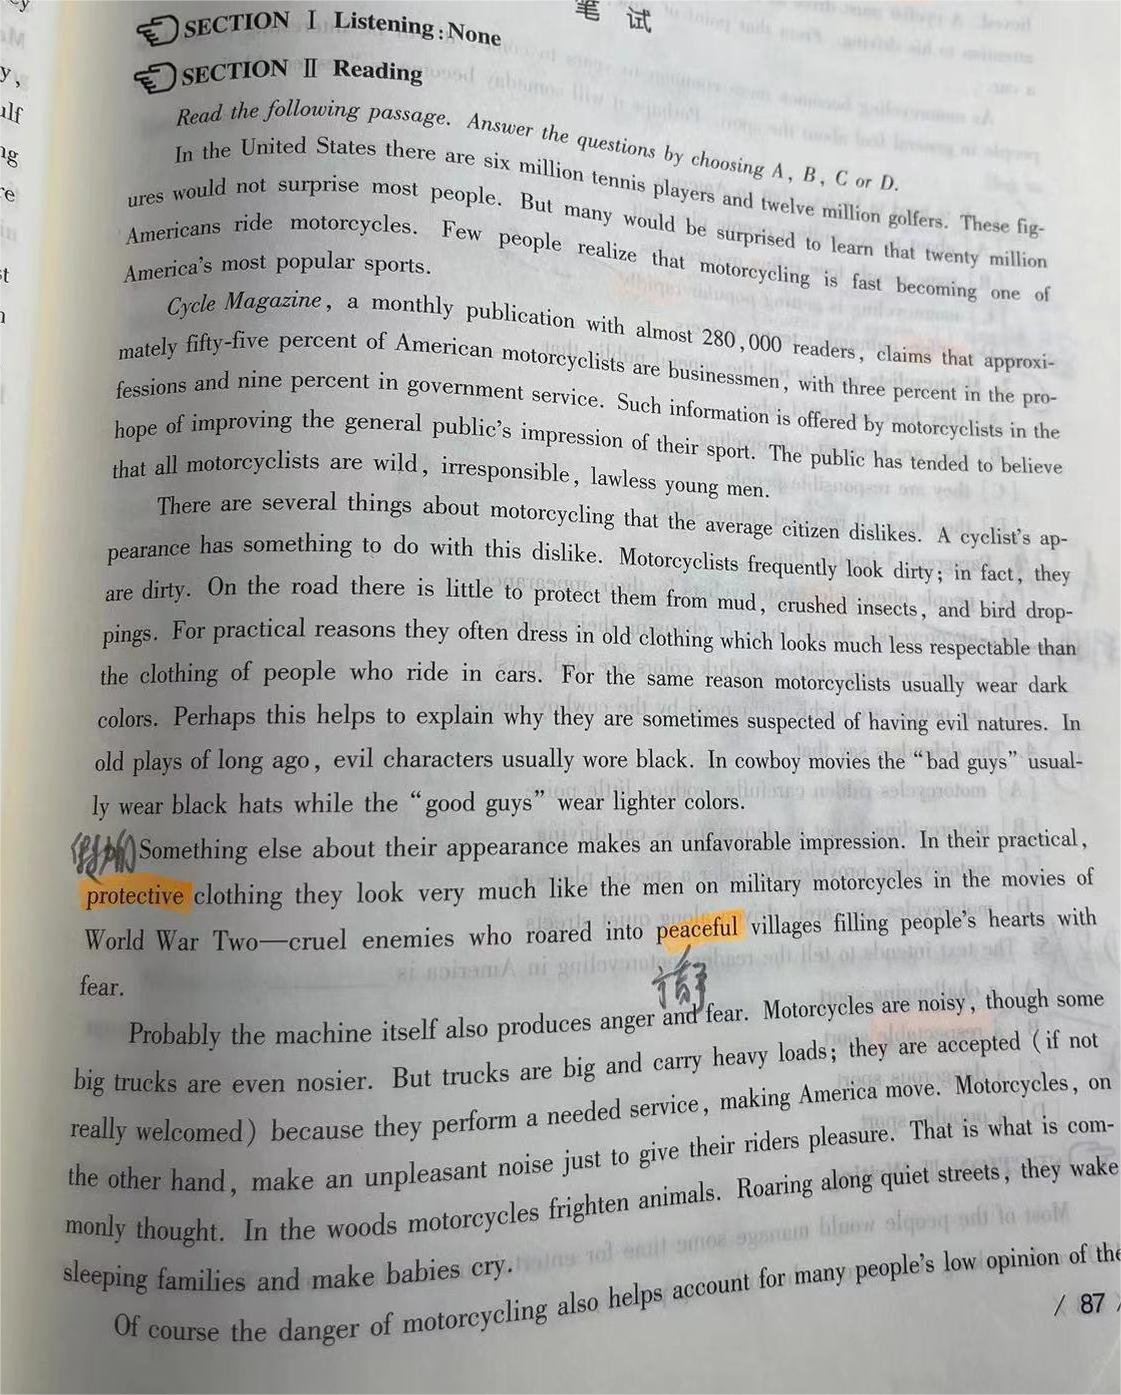 笔 试
SECTION Ⅰ Listening:None
SECTION Ⅱ Reading
Read the following passage. Answer the questions by choosing A, B, C or D.
In the United States there are six million tennis players and twelve million golfers. These fig-
ures would not surprise most people. But many would be surprised to learn that twenty million
Americans ride motorcycles. Few people realize that motorcycling is fast becoming one of
America's most popular sports.
Cycle Magazine, a monthly publication with almost 280,000 readers, claims that approxi-
mately fifty-five percent of American motorcyclists are businessmen, with three percent in the pro-
fessions and nine percent in government service. Such information is offered by motorcyclists in the
hope of improving the general public's impression of their sport. The public has tended to believe
that all motorcyclists are wild, irresponsible, lawless young men.
There are several things about motorcycling that the average citizen dislikes. A cyclist's ap-
pearance has something to do with this dislike. Motorcyclists frequently look dirty; in fact, they
are dirty. On the road there is little to protect them from mud, crushed insects, and bird drop-
pings. For practical reasons they often dress in old clothing which looks much less respectable than
the clothing of people who ride in cars. For the same reason motorcyclists usually wear dark
colors. Perhaps this helps to explain why they are sometimes suspected of having evil natures. In
old plays of long ago, evil characters usually wore black. In cowboy movies the "bad guys" usual-
ly wear black hats while the "good guys" wear lighter colors.
Something else about their appearance makes an unfavorable impression. In their practical,
protective clothing they look very much like the men on military motorcycles in the movies of
World War Two—cruel enemies who roared into peaceful villages filling people's hearts with
fear.
Probably the machine itself also produces anger and fear. Motorcycles are noisy, though some
big trucks are even nosier. But trucks are big and carry heavy loads; they are accepted (if not
really welcomed) because they perform a needed service, making America move. Motorcycles, on
the other hand, make an unpleasant noise just to give their riders pleasure. That is what is com-
monly thought. In the woods motorcycles frighten animals. Roaring along quiet streets, they wake
sleeping families and make babies cry.
Of course the danger of motorcycling also helps account for many people's low opinion of the
/ 87 /